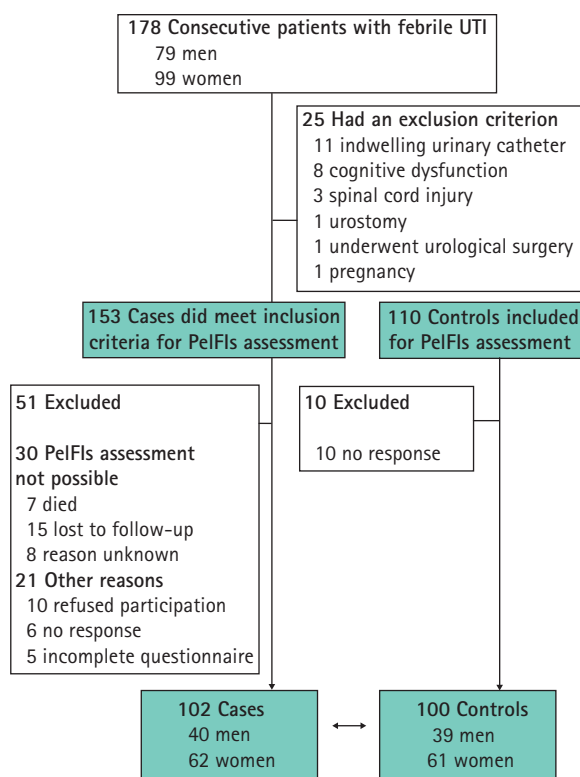 178 Consecutive patients with febrile UTI
79 men
99 women
25 Had an exclusion criterion
11 indwelling urinary catheter
8 cognitive dysfunction
3 spinal cord injury
1 urostomy
1 underwent urological surgery
1 pregnancy
153 Cases did meet inclusion
criteria for PelFIs assessment
110 Controls included
for PelFIs assessment
51 Excluded
30 PelFIs assessment
not possible
7 died
15 lost to follow-up
8 reason unknown
21 Other reasons
10 refused participation
6 no response
5 incomplete questionnaire
10 Excluded
10 no response
102 Cases
40 men
62 women
100 Controls
39 men
61 women